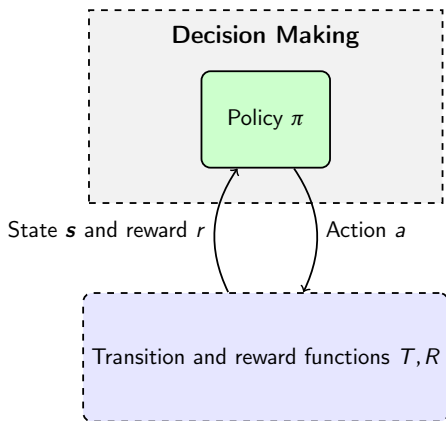 Decision Making
Policy π
State s and reward r
Action a
Transition and reward functions T, R